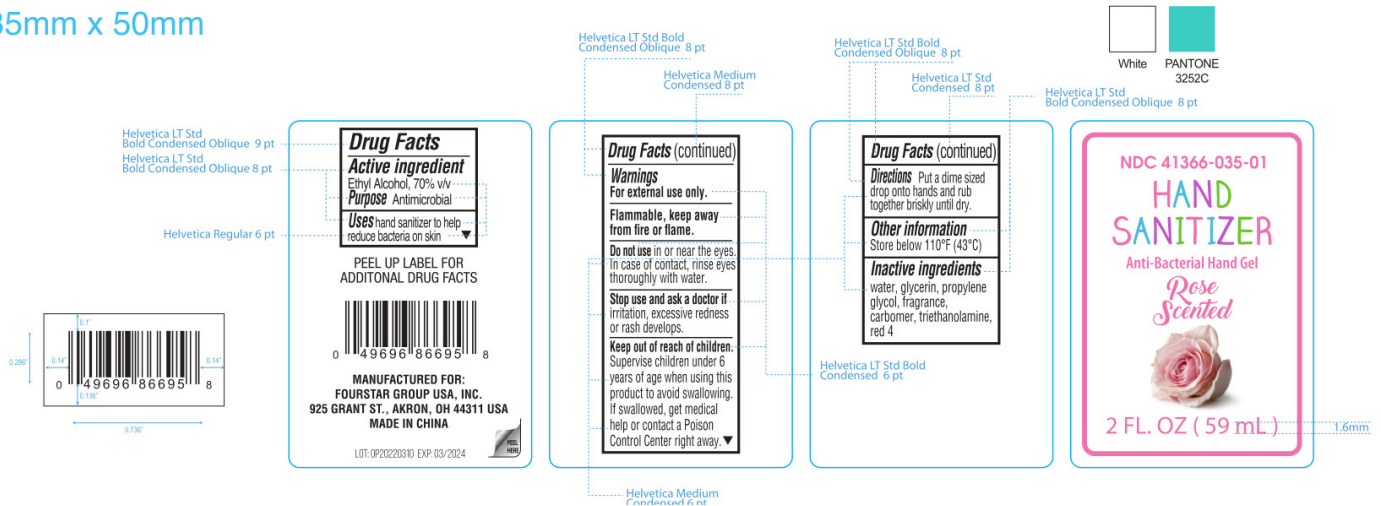 35mm x 50mm
White
PANTONE
3252C
Helvetica LT Std
Bold Condensed Oblique 9 pt
Helvetica LT Std
Bold Condensed Oblique 8 pt
Helvetica Regular 6 pt
Drug Facts
Active ingredient
Ethyl Alcohol, 70% v/v
Purpose Antimicrobial
Uses hand sanitizer to help
reduce bacteria on skin ▼
PEEL UP LABEL FOR
ADDITONAL DRUG FACTS
0 49696 86695 8
MANUFACTURED FOR:
FOURSTAR GROUP USA, INC.
925 GRANT ST., AKRON, OH 44311 USA
MADE IN CHINA
LOT: OP20220310 EXP: 03/2024
PEEL
HERE
0.1"
0.286"
0.14"
0.14"
0 49696 86695 8
0.136"
0.736"
Helvetica LT Std Bold
Condensed Oblique 8 pt
Helvetica Medium
Condensed 8 pt
Drug Facts (continued)
Warnings
For external use only.
Flammable, keep away
from fire or flame.
Do not use in or near the eyes.
In case of contact, rinse eyes
thoroughly with water.
Stop use and ask a doctor if
irritation, excessive redness
or rash develops.
Keep out of reach of children.
Supervise children under 6
years of age when using this
product to avoid swallowing.
If swallowed, get medical
help or contact a Poison
Control Center right away. ▼
Helvetica Medium
Condensed 6 pt
Helvetica LT Std Bold
Condensed Oblique 8 pt
Helvetica LT Std
Condensed 8 pt
Helvetica LT Std
Bold Condensed Oblique 8 pt
Drug Facts (continued)
Directions Put a dime sized
drop onto hands and rub
together briskly until dry.
Other information
Store below 110°F (43°C)
Inactive ingredients
water, glycerin, propylene
glycol, fragrance,
carbomer, triethanolamine,
red 4
Helvetica LT Std Bold
Condensed 6 pt
NDC 41366-035-01
HAND
SANITIZER
Anti-Bacterial Hand Gel
Rose
Scented
2 FL. OZ ( 59 mL )
1.6mm